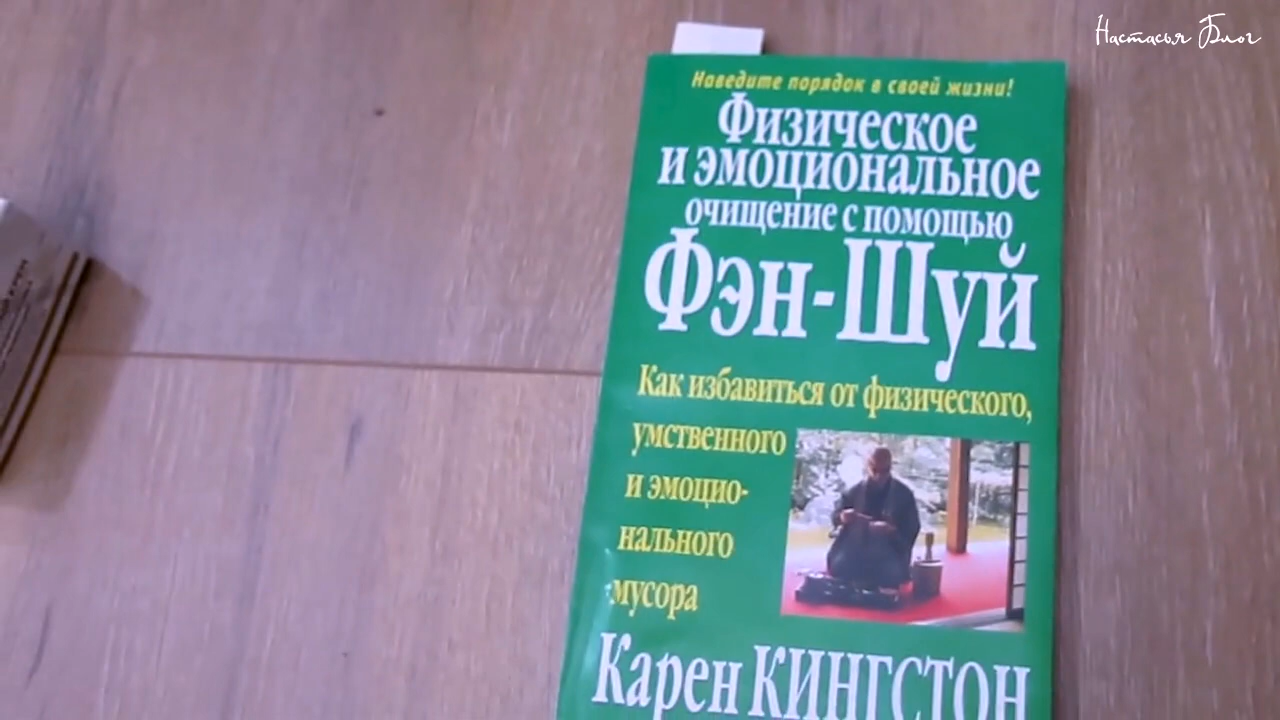 Настасья Блог
Наведите порядок в своей жизни!
Физическое
и эмоциональное
очищение с помощью
Фэн-Шуй
Как избавиться от физического,
умственного
и эмоцио-
нального
мусора
Карен КИНГСТОН